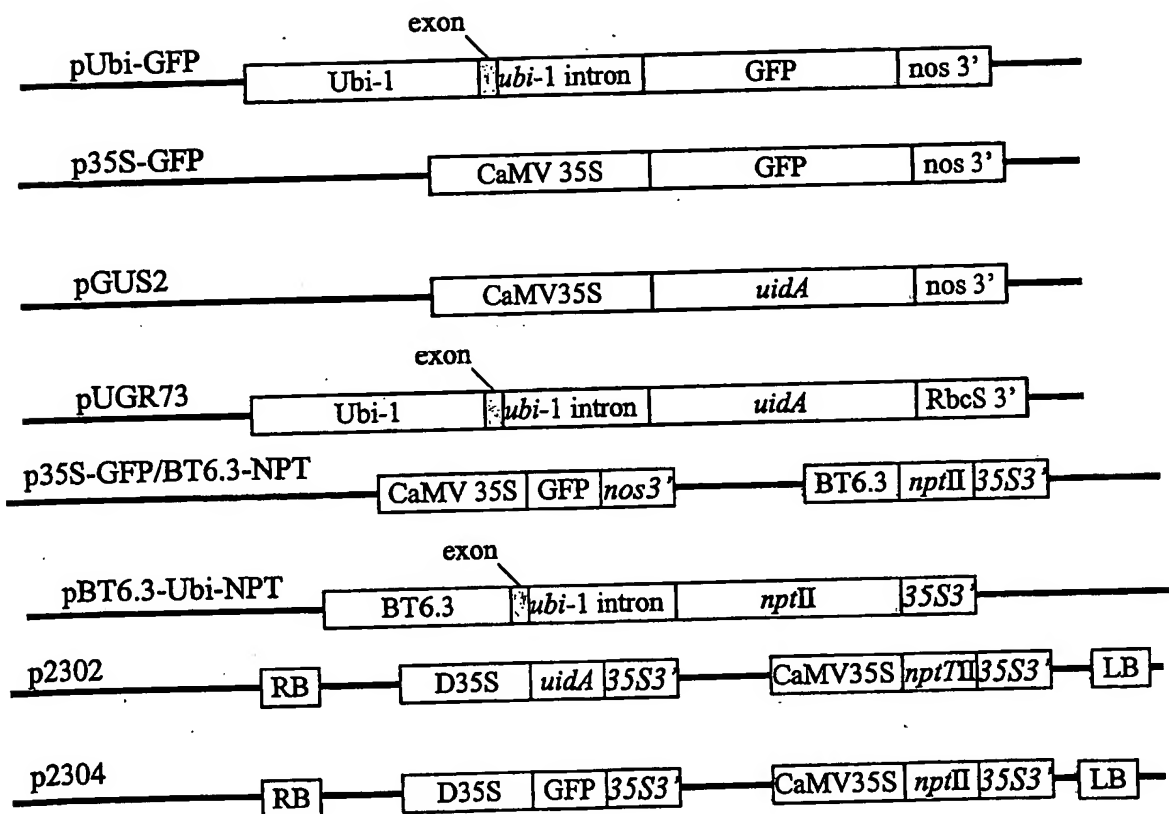 exon
pUbi-GFP
Ubi-1 ubi-1 intron GFP nos 3'
p35S-GFP
CaMV 35S GFP nos 3'
pGUS2
CaMV35S uidA nos 3'
exon
pUGR73
Ubi-1 ubi-1 intron uidA RbcS 3'
p35S-GFP/BT6.3-NPT
CaMV 35S GFP nos3' BT6.3 nptII 35S3'
exon
pBT6.3-Ubi-NPT
BT6.3 ubi-1 intron nptII 35S3'
p2302
RB D35S uidA 35S3' CaMV35S nptTII 35S3' LB
p2304
RB D35S GFP 35S3' CaMV35S nptII 35S3' LB